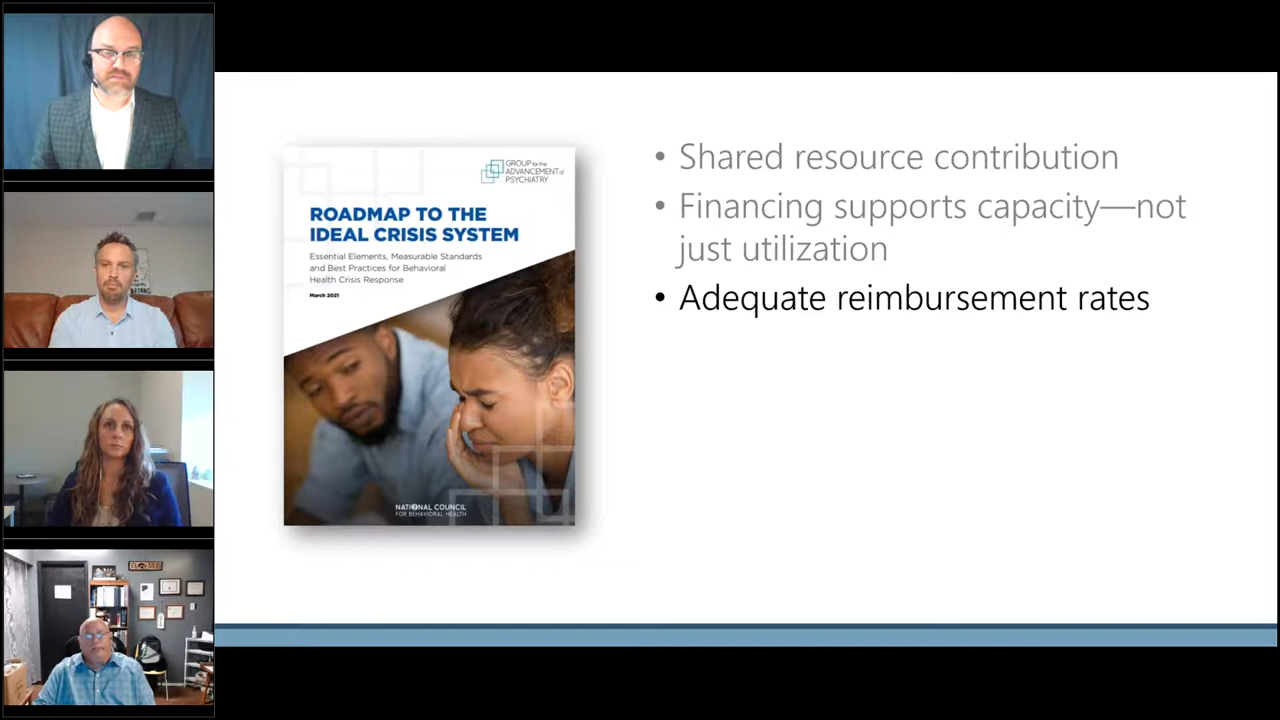 GROUP for the
ADVANCEMENT of
PSYCHIATRY
ROADMAP TO THE
IDEAL CRISIS SYSTEM
Essential Elements, Measurable Standards
and Best Practices for Behavioral
Health Crisis Response
March 2021
NATIONAL COUNCIL
FOR BEHAVIORAL HEALTH
• Shared resource contribution
• Financing supports capacity—not
just utilization
• Adequate reimbursement rates